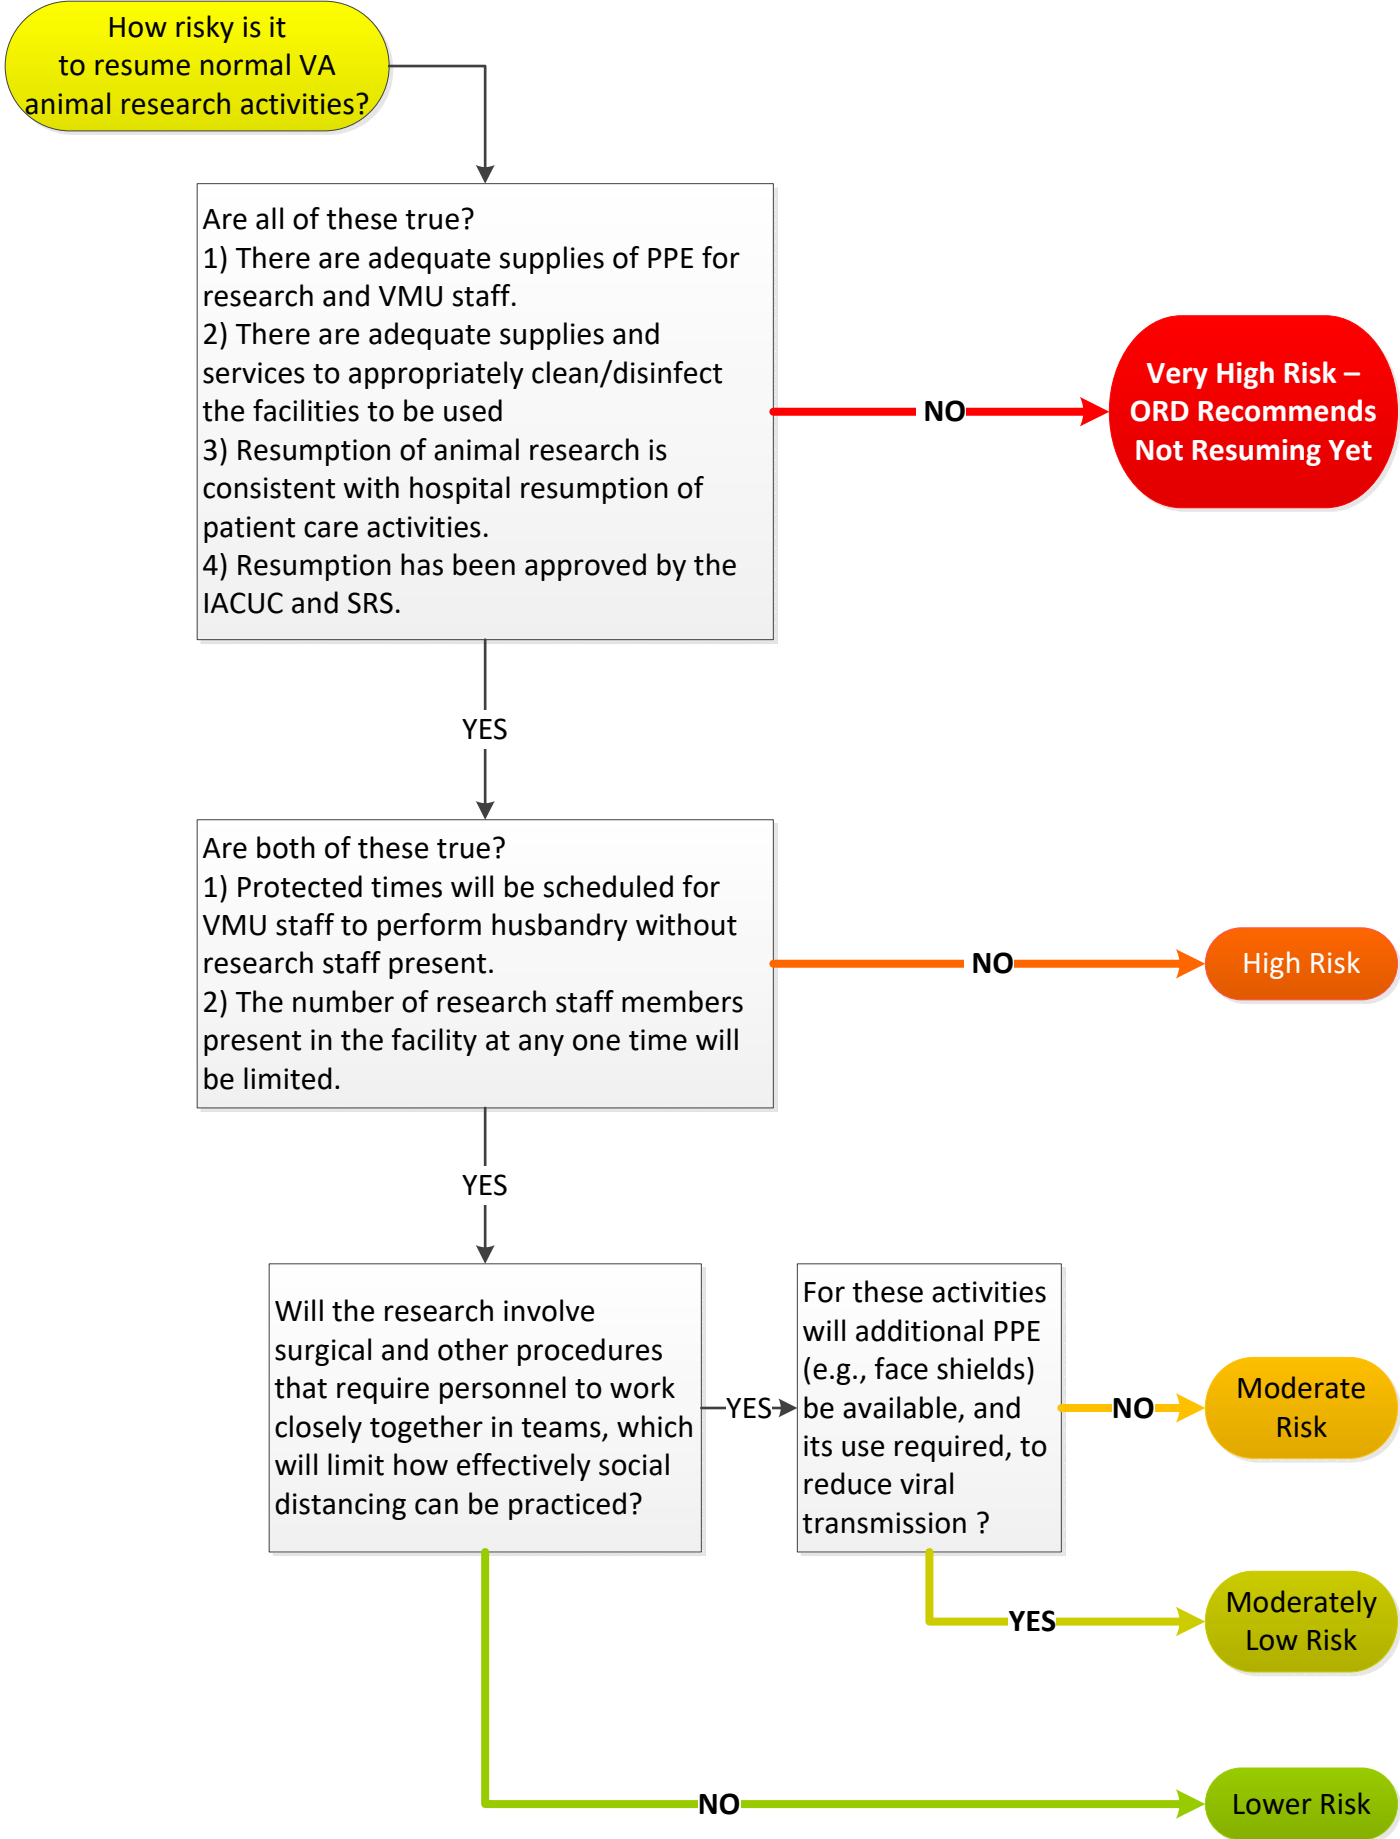 How risky is it
to resume normal VA
animal research activities?
Are all of these true?
1) There are adequate supplies of PPE for
research and VMU staff.
2) There are adequate supplies and
services to appropriately clean/disinfect
the facilities to be used
3) Resumption of animal research is
consistent with hospital resumption of
patient care activities.
4) Resumption has been approved by the
IACUC and SRS.
NO
Very High Risk –
ORD Recommends
Not Resuming Yet
YES
Are both of these true?
1) Protected times will be scheduled for
VMU staff to perform husbandry without
research staff present.
2) The number of research staff members
present in the facility at any one time will
be limited.
NO
High Risk
YES
Will the research involve
surgical and other procedures
that require personnel to work
closely together in teams, which
will limit how effectively social
distancing can be practiced?
YES
For these activities
will additional PPE
(e.g., face shields)
be available, and
its use required, to
reduce viral
transmission ?
NO
Moderate
Risk
YES
Moderately
Low Risk
NO
Lower Risk